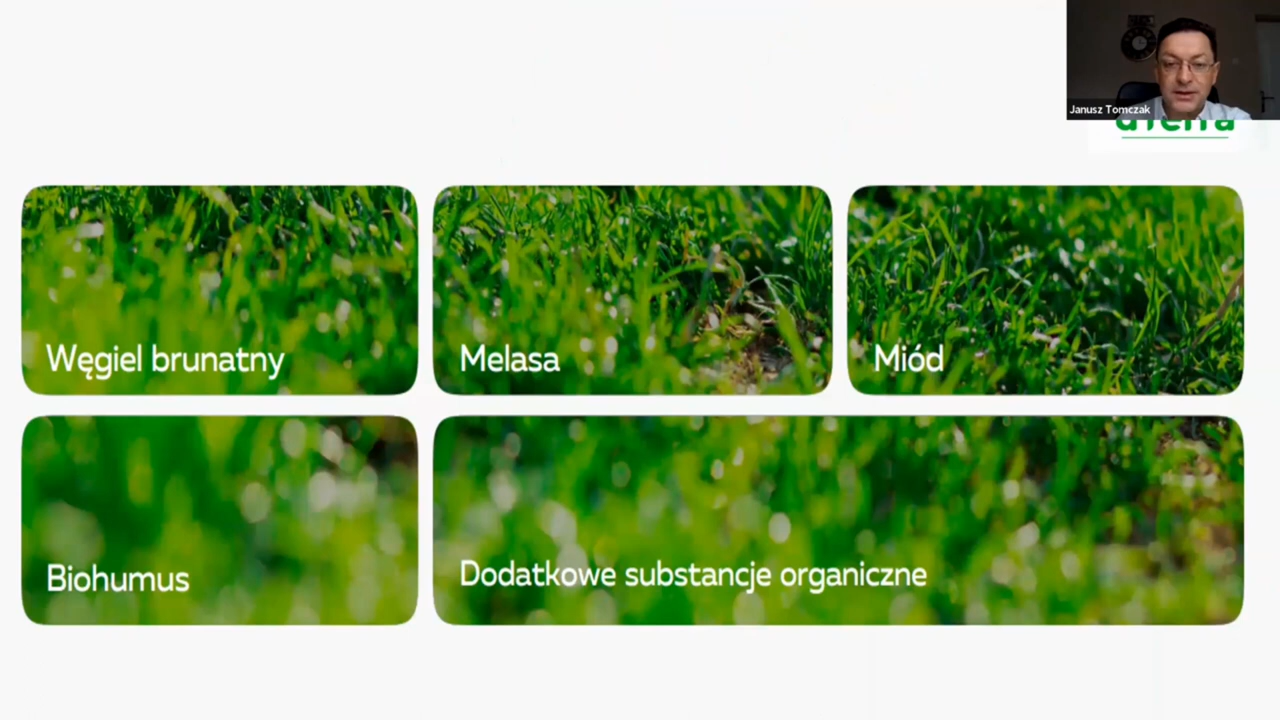 Janusz Tomczak
Węgiel brunatny
Melasa
Miód
Biohumus
Dodatkowe substancje organiczne